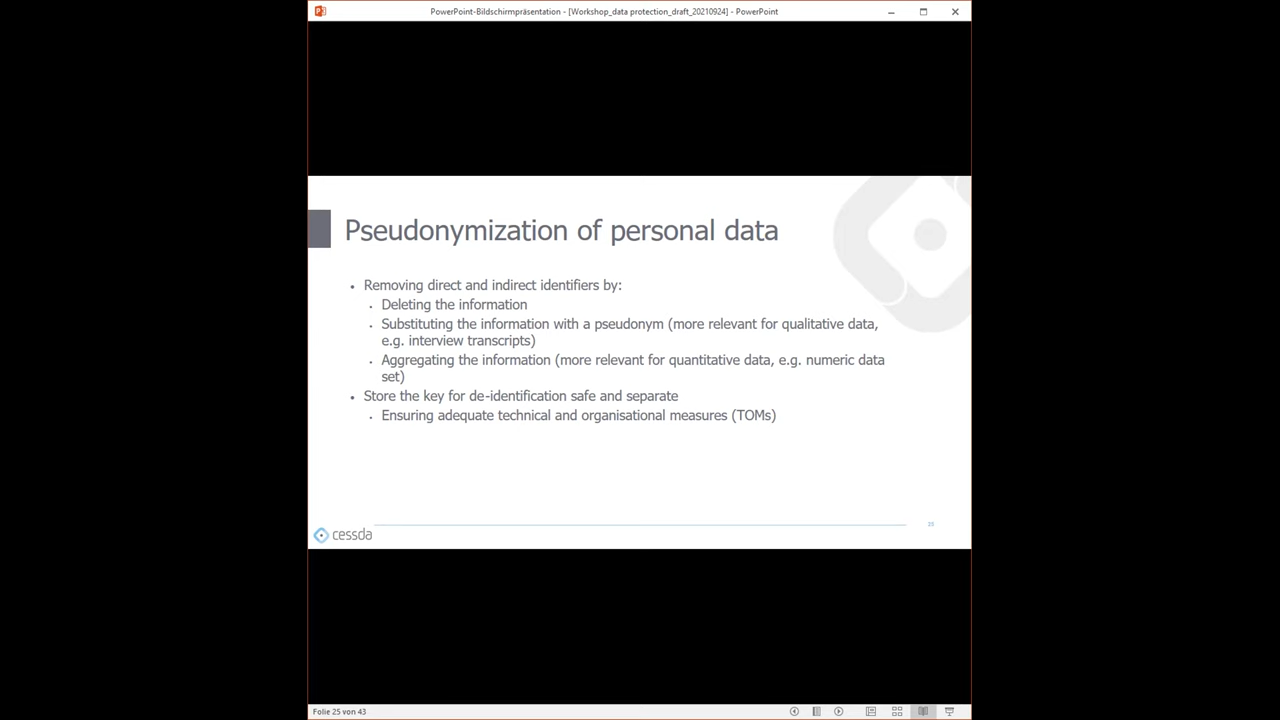 PowerPoint-Bildschirmpräsentation - [Workshop_data protection_draft_20210924] - PowerPoint
Pseudonymization of personal data
• Removing direct and indirect identifiers by:
• Deleting the information
• Substituting the information with a pseudonym (more relevant for qualitative data,
e.g. interview transcripts)
• Aggregating the information (more relevant for quantitative data, e.g. numeric data
set)
• Store the key for de-identification safe and separate
• Ensuring adequate technical and organisational measures (TOMs)
cessda
Folie 25 von 43